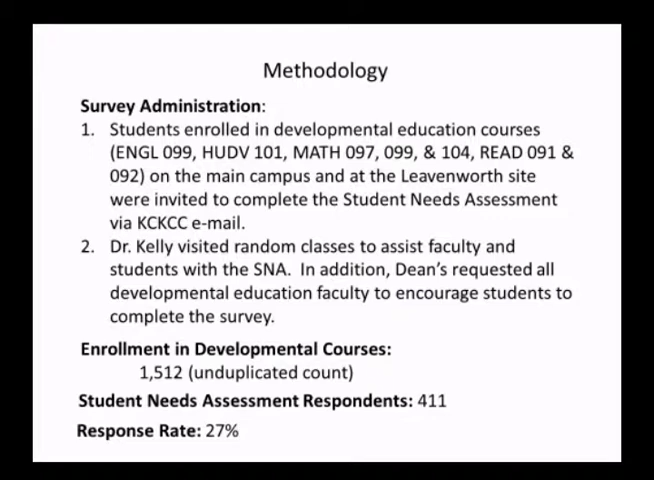 Methodology
Survey Administration:
1. Students enrolled in developmental education courses
(ENGL 099, HUDV 101, MATH 097, 099, & 104, READ 091 &
092) on the main campus and at the Leavenworth site
were invited to complete the Student Needs Assessment
via KCKCC e-mail.
2. Dr. Kelly visited random classes to assist faculty and
students with the SNA. In addition, Dean's requested all
developmental education faculty to encourage students to
complete the survey.
Enrollment in Developmental Courses:
1,512 (unduplicated count)
Student Needs Assessment Respondents: 411
Response Rate: 27%